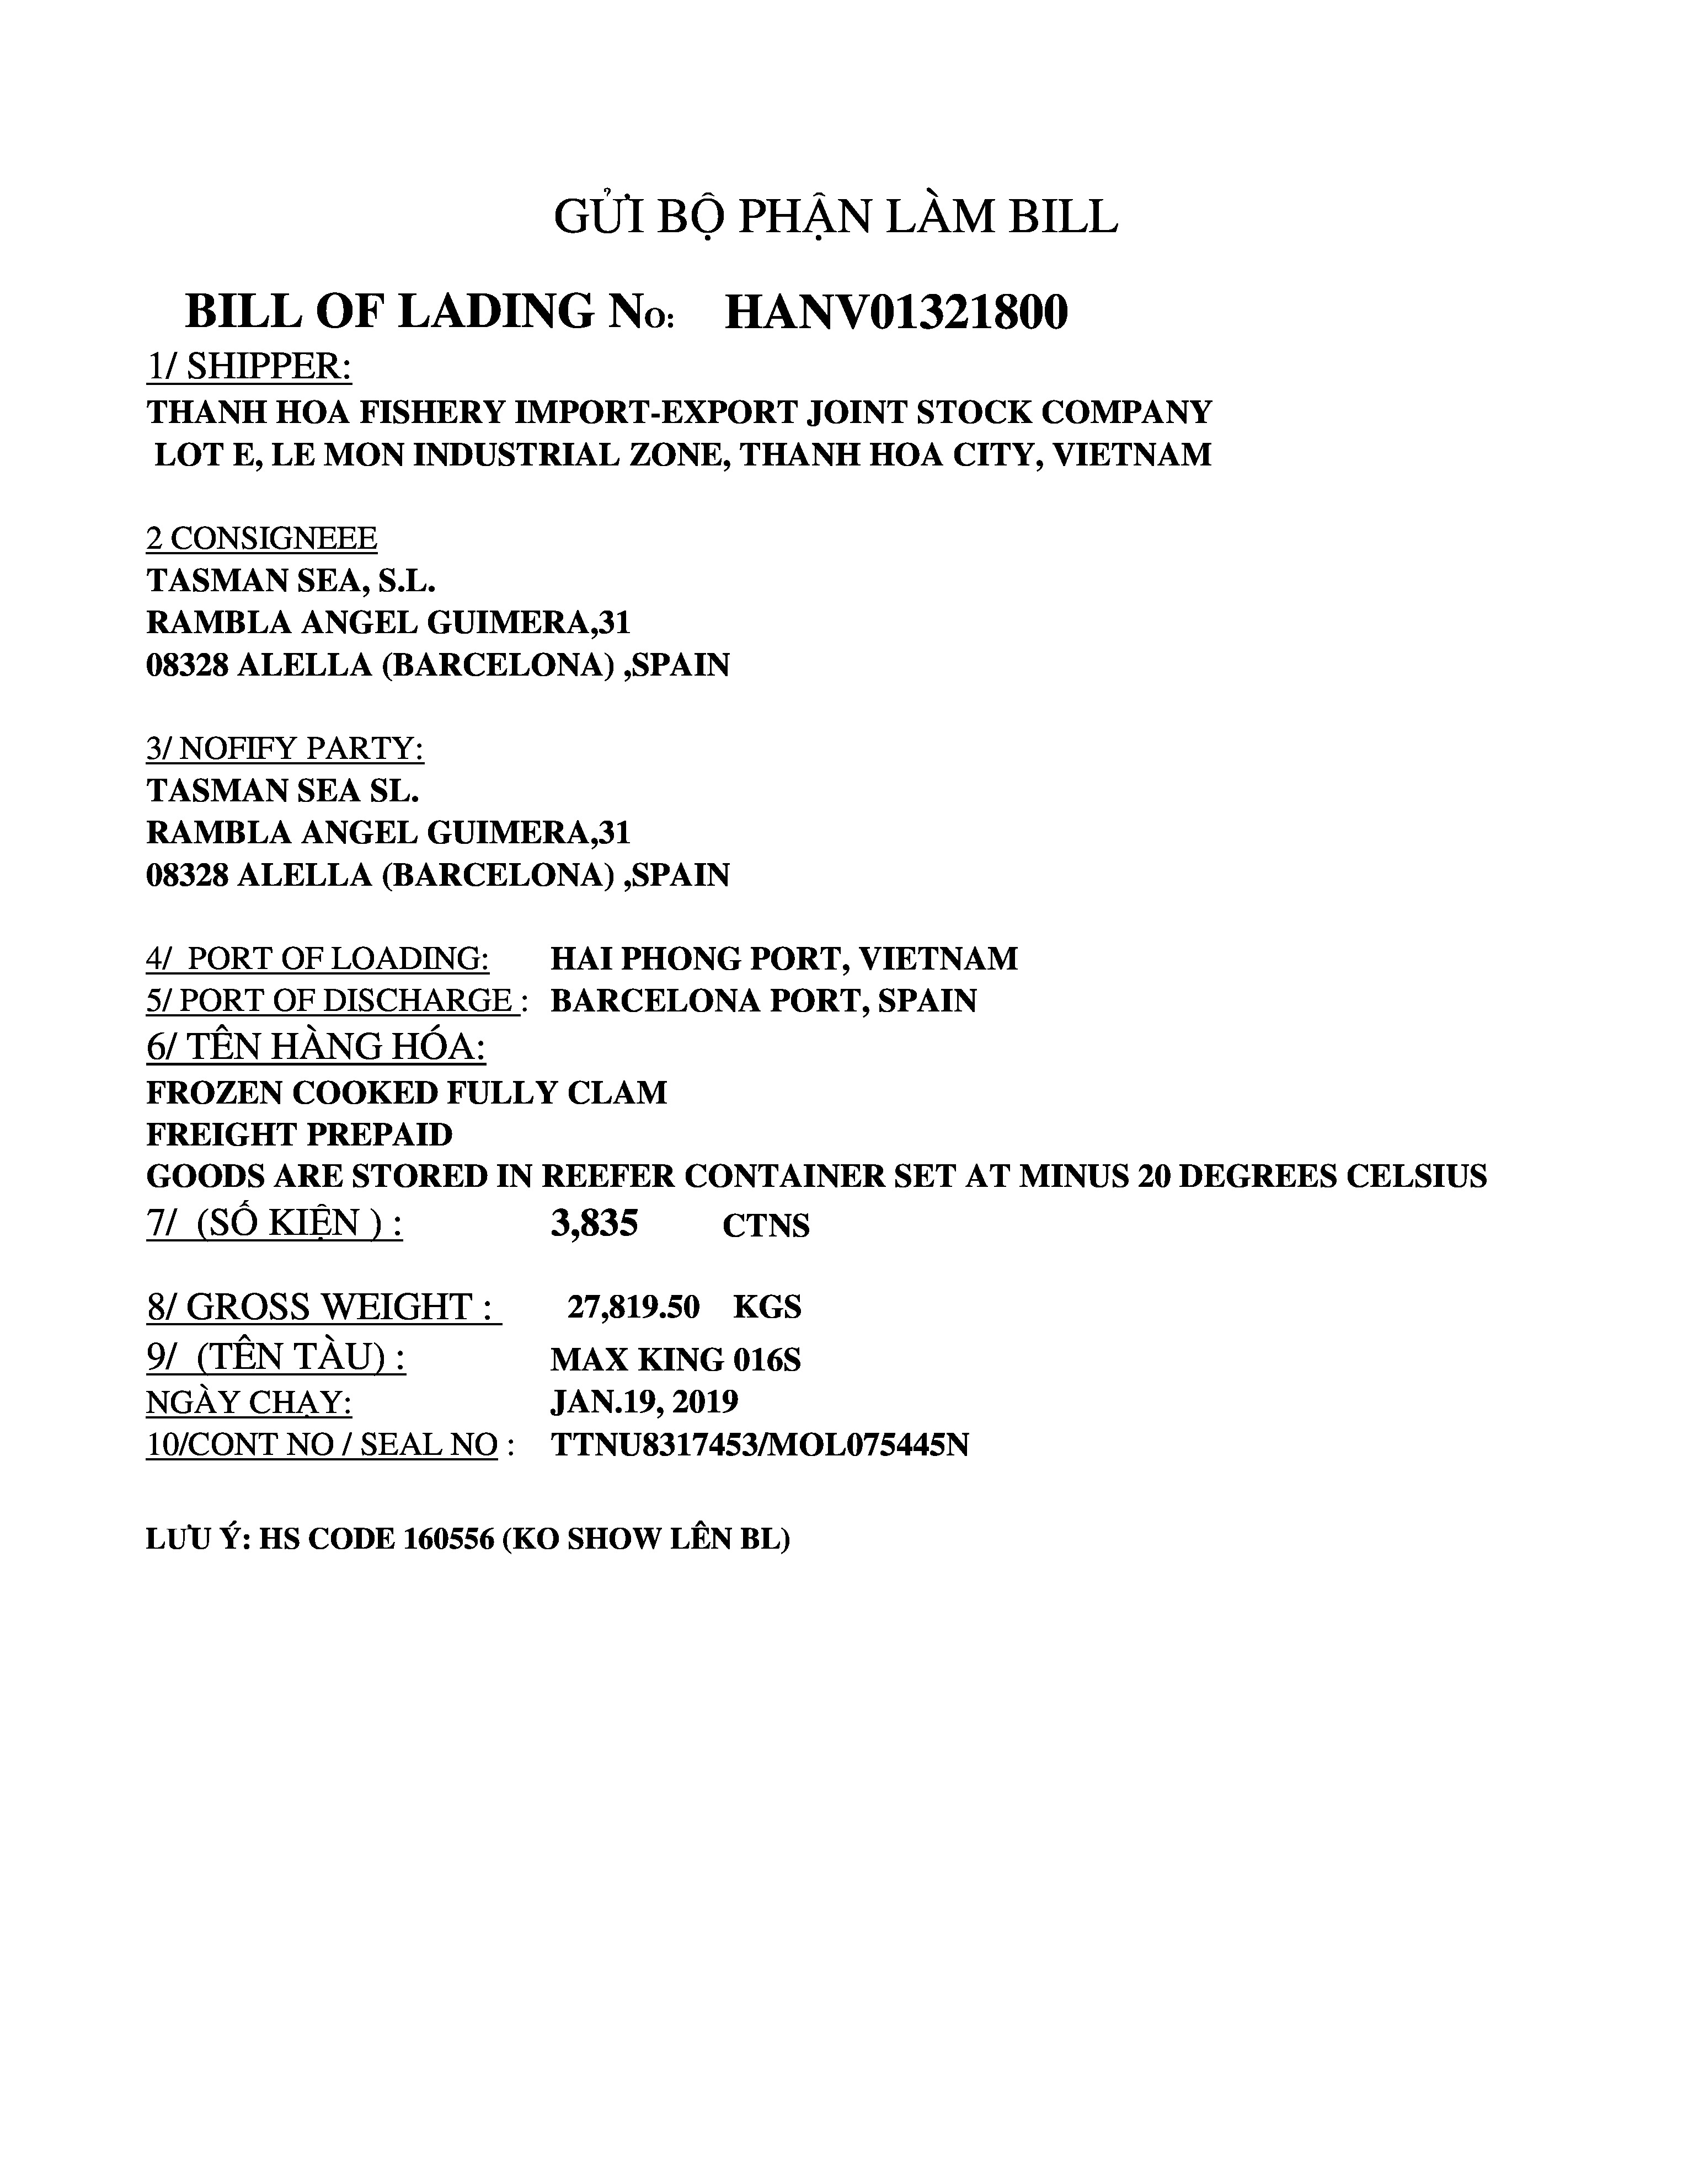 GỬI BỘ PHẬN LÀM BILL
BILL OF LADING No: HANV01321800
1/ SHIPPER:
THANH HOA FISHERY IMPORT-EXPORT JOINT STOCK COMPANY
LOT E, LE MON INDUSTRIAL ZONE, THANH HOA CITY, VIETNAM
2 CONSIGNEEE
TASMAN SEA, S.L.
RAMBLA ANGEL GUIMERA,31
08328 ALELLA (BARCELONA) ,SPAIN
3/ NOFIFY PARTY:
TASMAN SEA SL.
RAMBLA ANGEL GUIMERA,31
08328 ALELLA (BARCELONA) ,SPAIN
4/ PORT OF LOADING: HAI PHONG PORT, VIETNAM
5/ PORT OF DISCHARGE : BARCELONA PORT, SPAIN
6/ TÊN HÀNG HÓA:
FROZEN COOKED FULLY CLAM
FREIGHT PREPAID
GOODS ARE STORED IN REEFER CONTAINER SET AT MINUS 20 DEGREES CELSIUS
7/ (SỐ KIỆN ) : 3,835 CTNS
8/ GROSS WEIGHT : 27,819.50 KGS
9/ (TÊN TÀU) : MAX KING 016S
NGÀY CHẠY: JAN.19, 2019
10/CONT NO / SEAL NO : TTNU8317453/MOL075445N
LƯU Ý: HS CODE 160556 (KO SHOW LÊN BL)